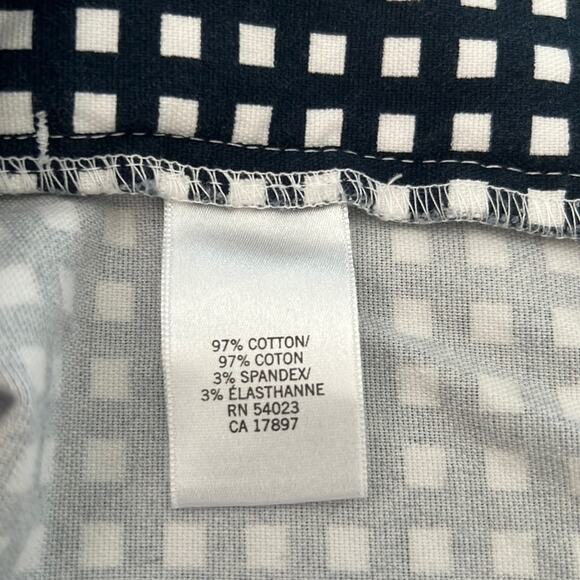 97% COTTON/
97% COTON
3% SPANDEX/
3% ÉLASTHANNE
RN 54023
CA 17897